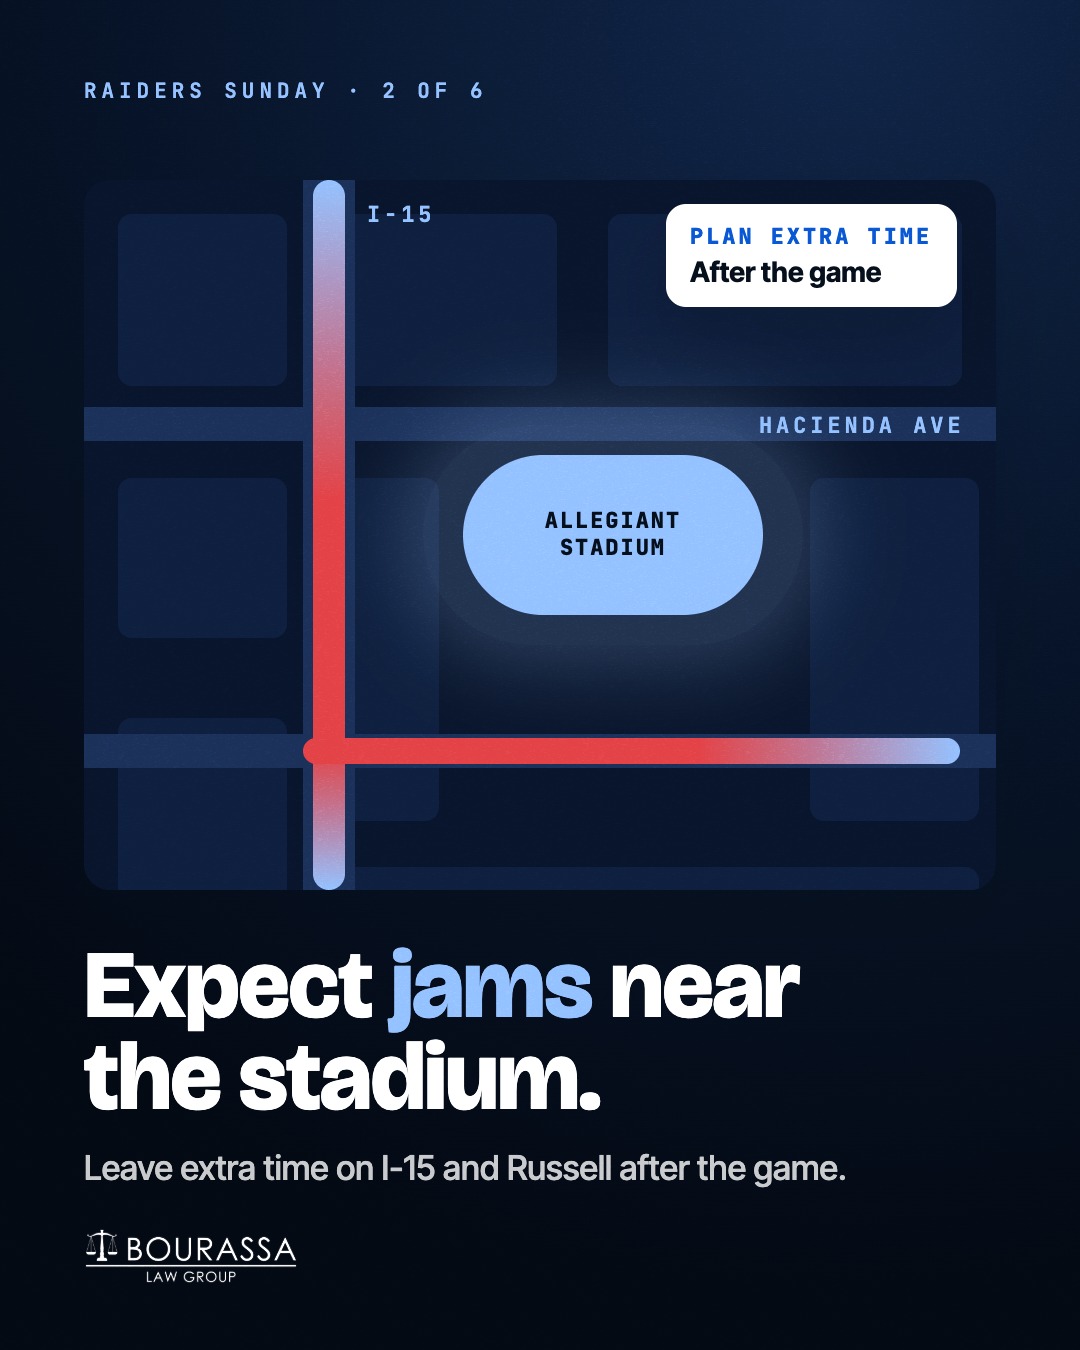 RAIDERS SUNDAY · 2 OF 6
I-15
PLAN EXTRA TIME
After the game
HACIENDA AVE
ALLEGIANT
STADIUM
Expect jams near
the stadium.
Leave extra time on I-15 and Russell after the game.
BOURASSA
LAW GROUP